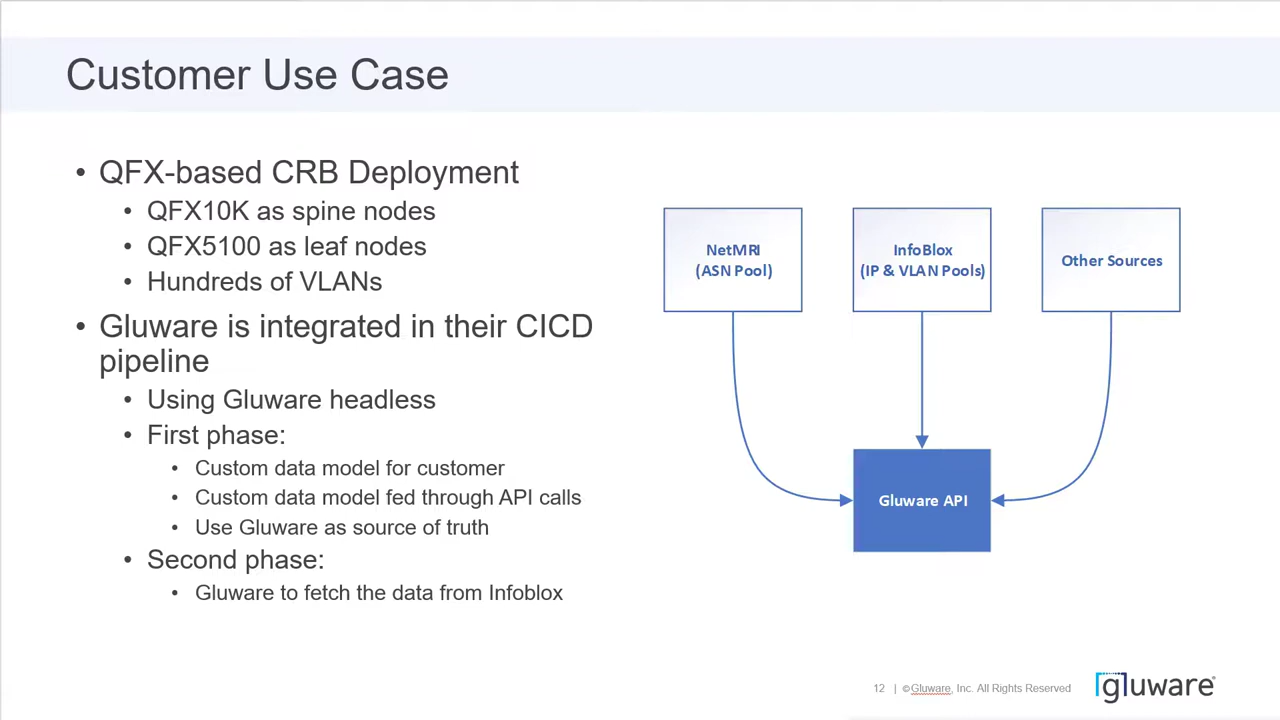 Customer Use Case
• QFX-based CRB Deployment
• QFX10K as spine nodes
• QFX5100 as leaf nodes
• Hundreds of VLANs
• Gluware is integrated in their CICD
pipeline
• Using Gluware headless
• First phase:
• Custom data model for customer
• Custom data model fed through API calls
• Use Gluware as source of truth
• Second phase:
• Gluware to fetch the data from Infoblox
NetMRI
(ASN Pool)
InfoBlox
(IP & VLAN Pools)
Other Sources
Gluware API
12 | ©Gluware, Inc. All Rights Reserved
[g]luware®